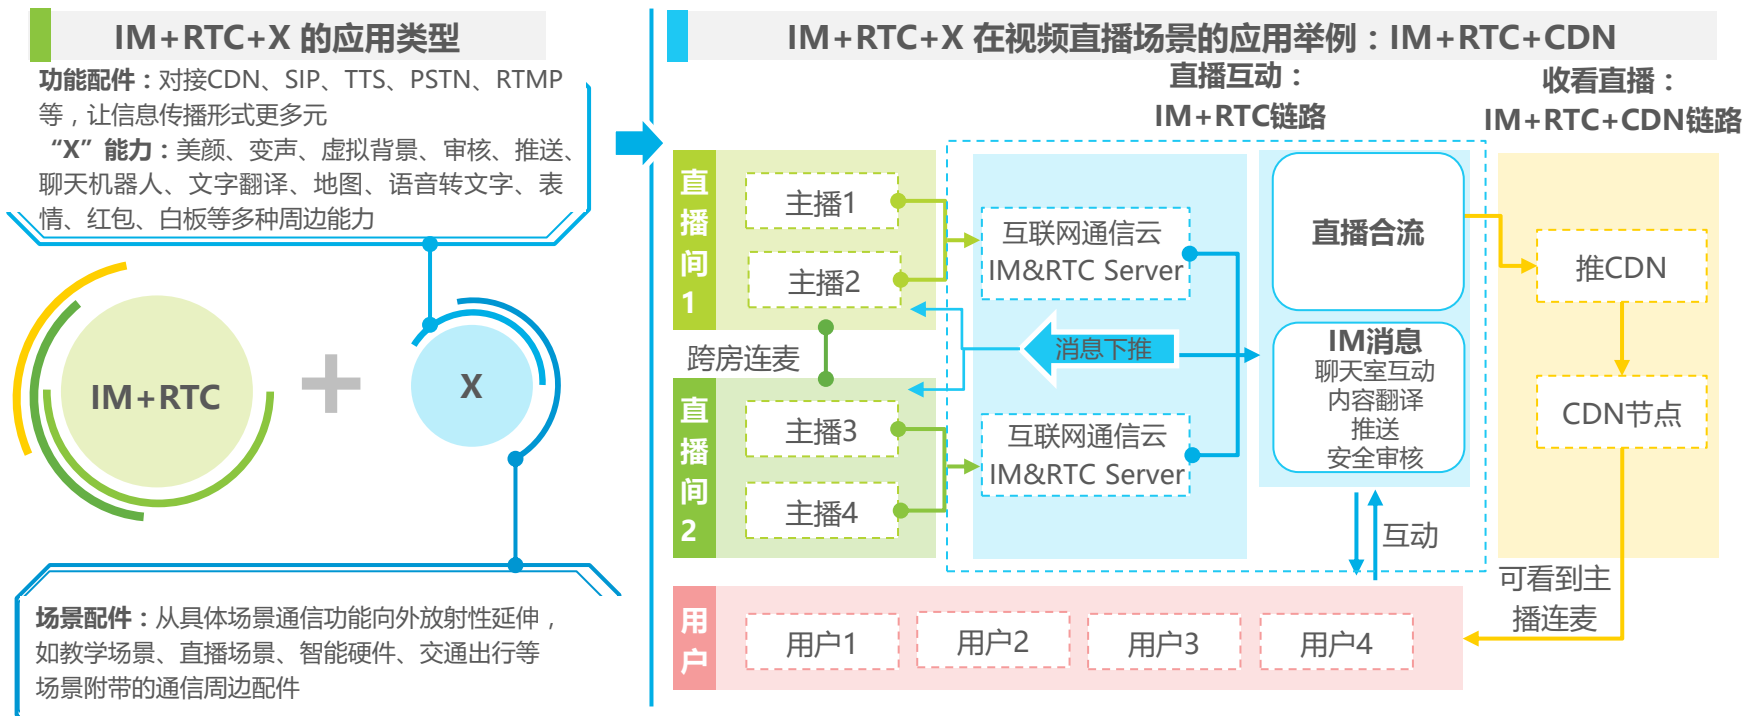 IM+RTC+X 的应用类型
功能配件：对接CDN、SIP、TTS、PSTN、RTMP
等，让信息传播形式更多元
“X”能力：美颜、变声、虚拟背景、审核、推送、
聊天机器人、文字翻译、地图、语音转文字、表
情、红包、白板等多种周边能力
IM+RTC
X
场景配件：从具体场景通信功能向外放射性延伸，
如教学场景、直播场景、智能硬件、交通出行等
场景附带的通信周边配件
IM+RTC+X 在视频直播场景的应用举例：IM+RTC+CDN
直播互动：
IM+RTC链路
收看直播：
IM+RTC+CDN链路
直播间1
主播1
主播2
跨房连麦
直播间2
主播3
主播4
互联网通信云
IM&RTC Server
消息下推
互联网通信云
IM&RTC Server
直播合流
IM消息
聊天室互动
内容翻译
推送
安全审核
推CDN
CDN节点
互动
可看到主
播连麦
用户
用户1
用户2
用户3
用户4